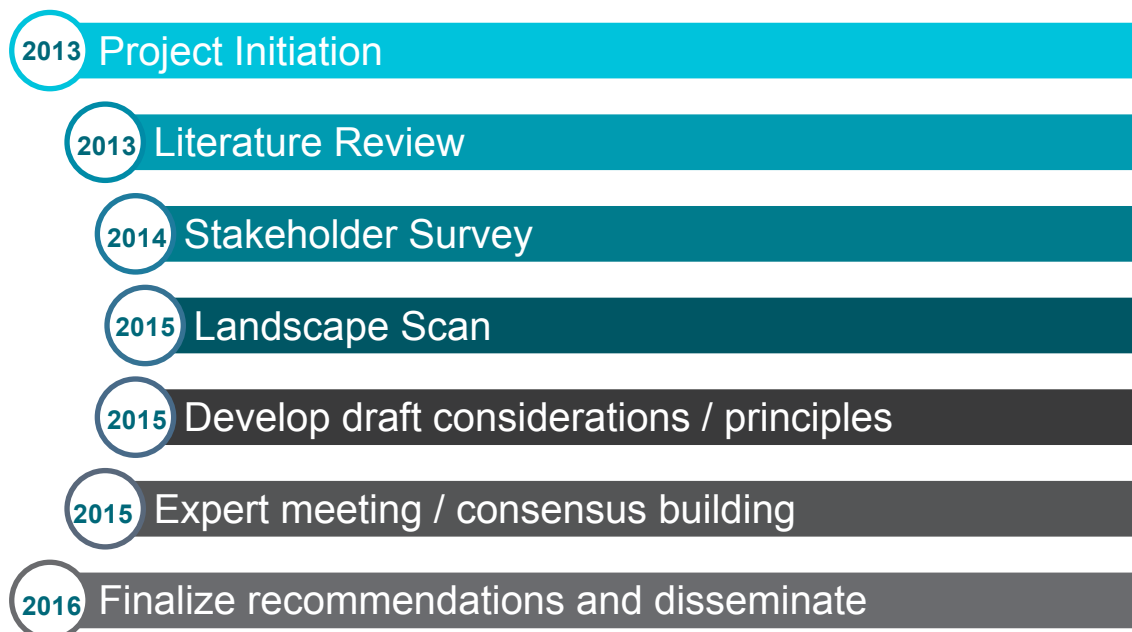 2013 Project Initiation
2013 Literature Review
2014 Stakeholder Survey
2015 Landscape Scan
2015 Develop draft considerations / principles
2015 Expert meeting / consensus building
2016 Finalize recommendations and disseminate